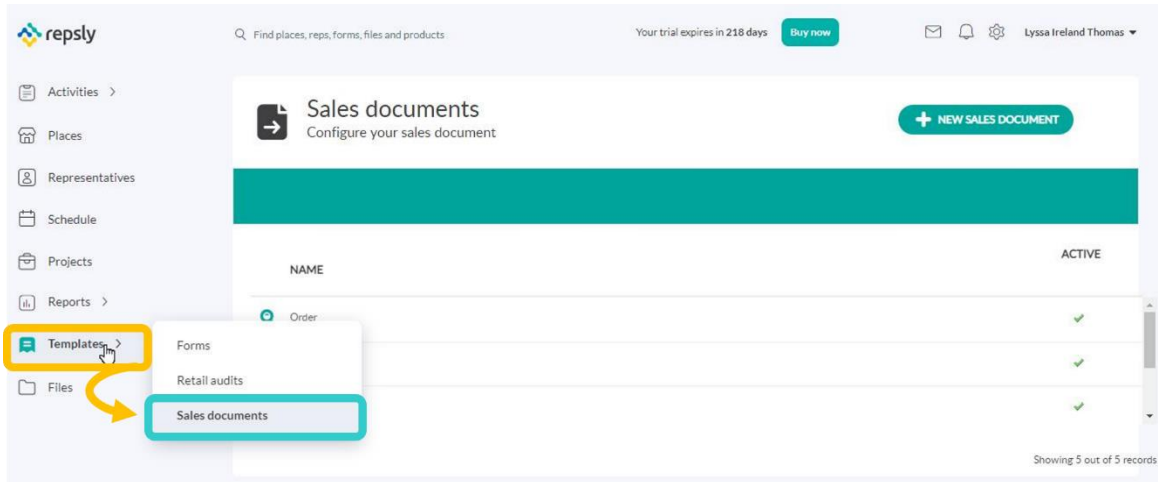 repsly
Find places, reps, forms, files and products
Your trial expires in 218 days
Buy now
Lyssa Ireland Thomas
Activities
Places
Representatives
Schedule
Projects
Reports
Templates
Files
Forms
Retail audits
Sales documents
Sales documents
Configure your sales document
+ NEW SALES DOCUMENT
NAME
ACTIVE
Order
Showing 5 out of 5 records